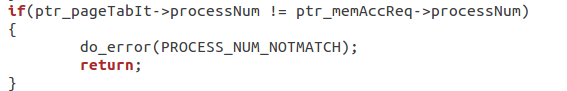 if(ptr_pageTabIt->processNum != ptr_memAccReq->processNum)
{
        do_error(PROCESS_NUM_NOTMATCH);
        return;
}